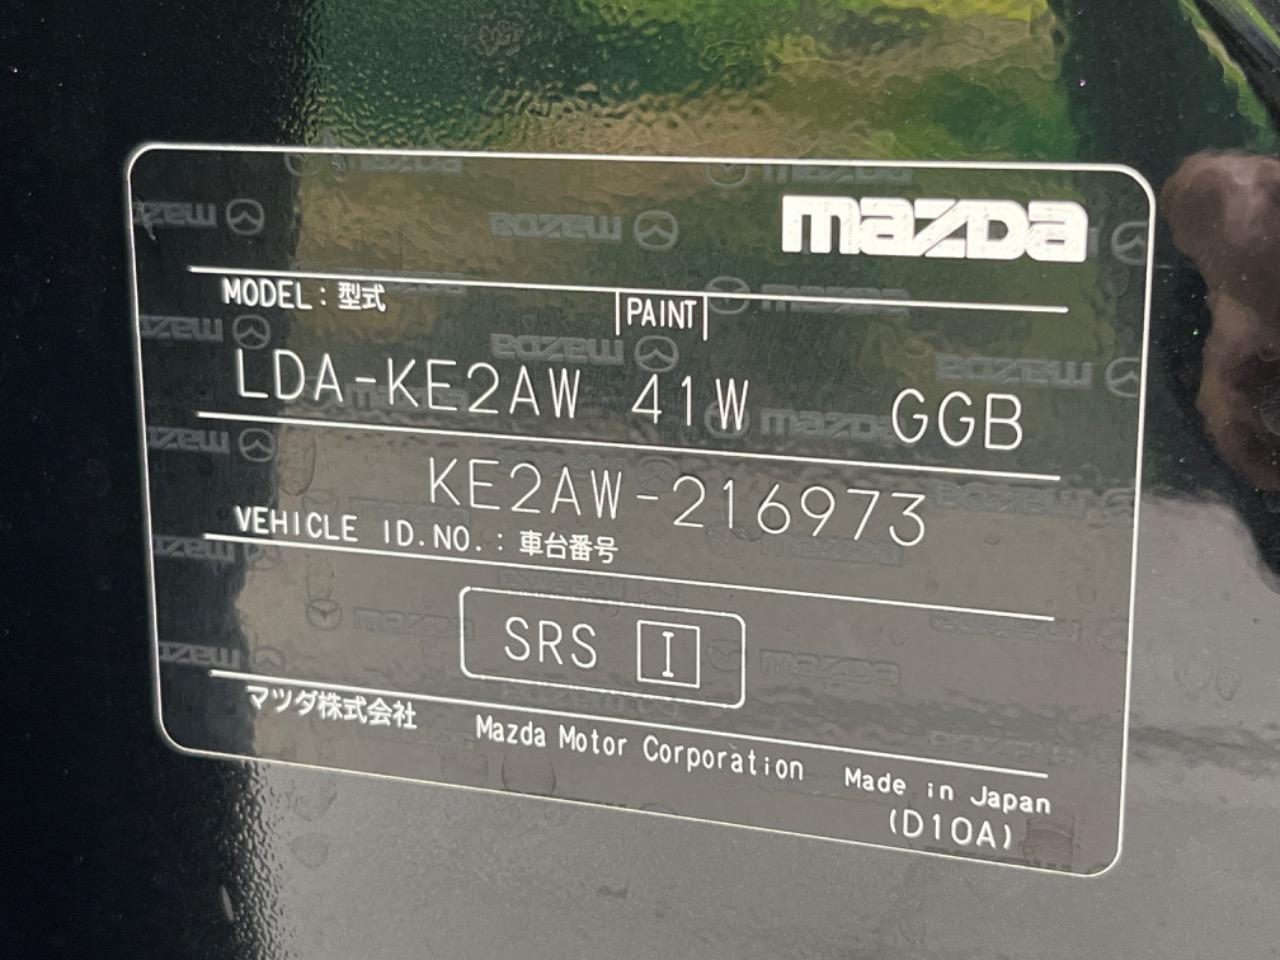 mazda
MODEL : 型式 PAINT
LDA-KE2AW 41W GGB
KE2AW-216973
VEHICLE ID.NO. : 車台番号
SRS I
マツダ株式会社 Mazda Motor Corporation Made in Japan
(D10A)